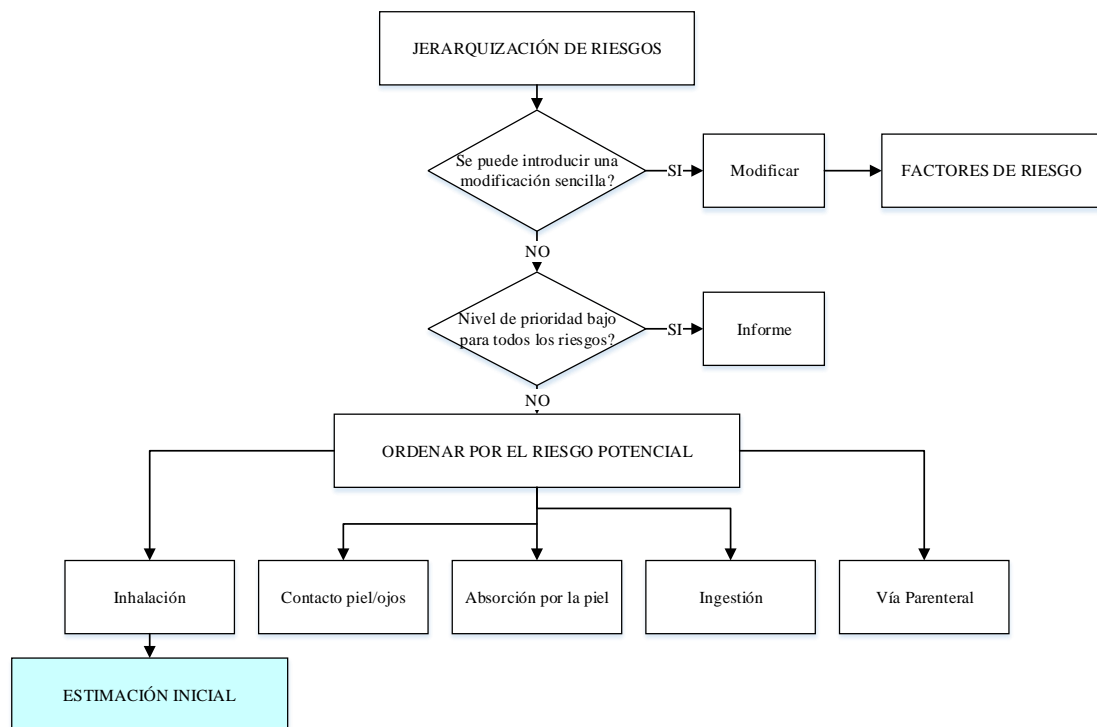 JERARQUIZACIÓN DE RIESGOS
Se puede introducir una
modificación sencilla?
SI
Modificar
FACTORES DE RIESGO
NO
Nivel de prioridad bajo
para todos los riesgos?
SI
Informe
NO
ORDENAR POR EL RIESGO POTENCIAL
Inhalación
Contacto piel/ojos
Absorción por la piel
Ingestión
Vía Parenteral
ESTIMACIÓN INICIAL